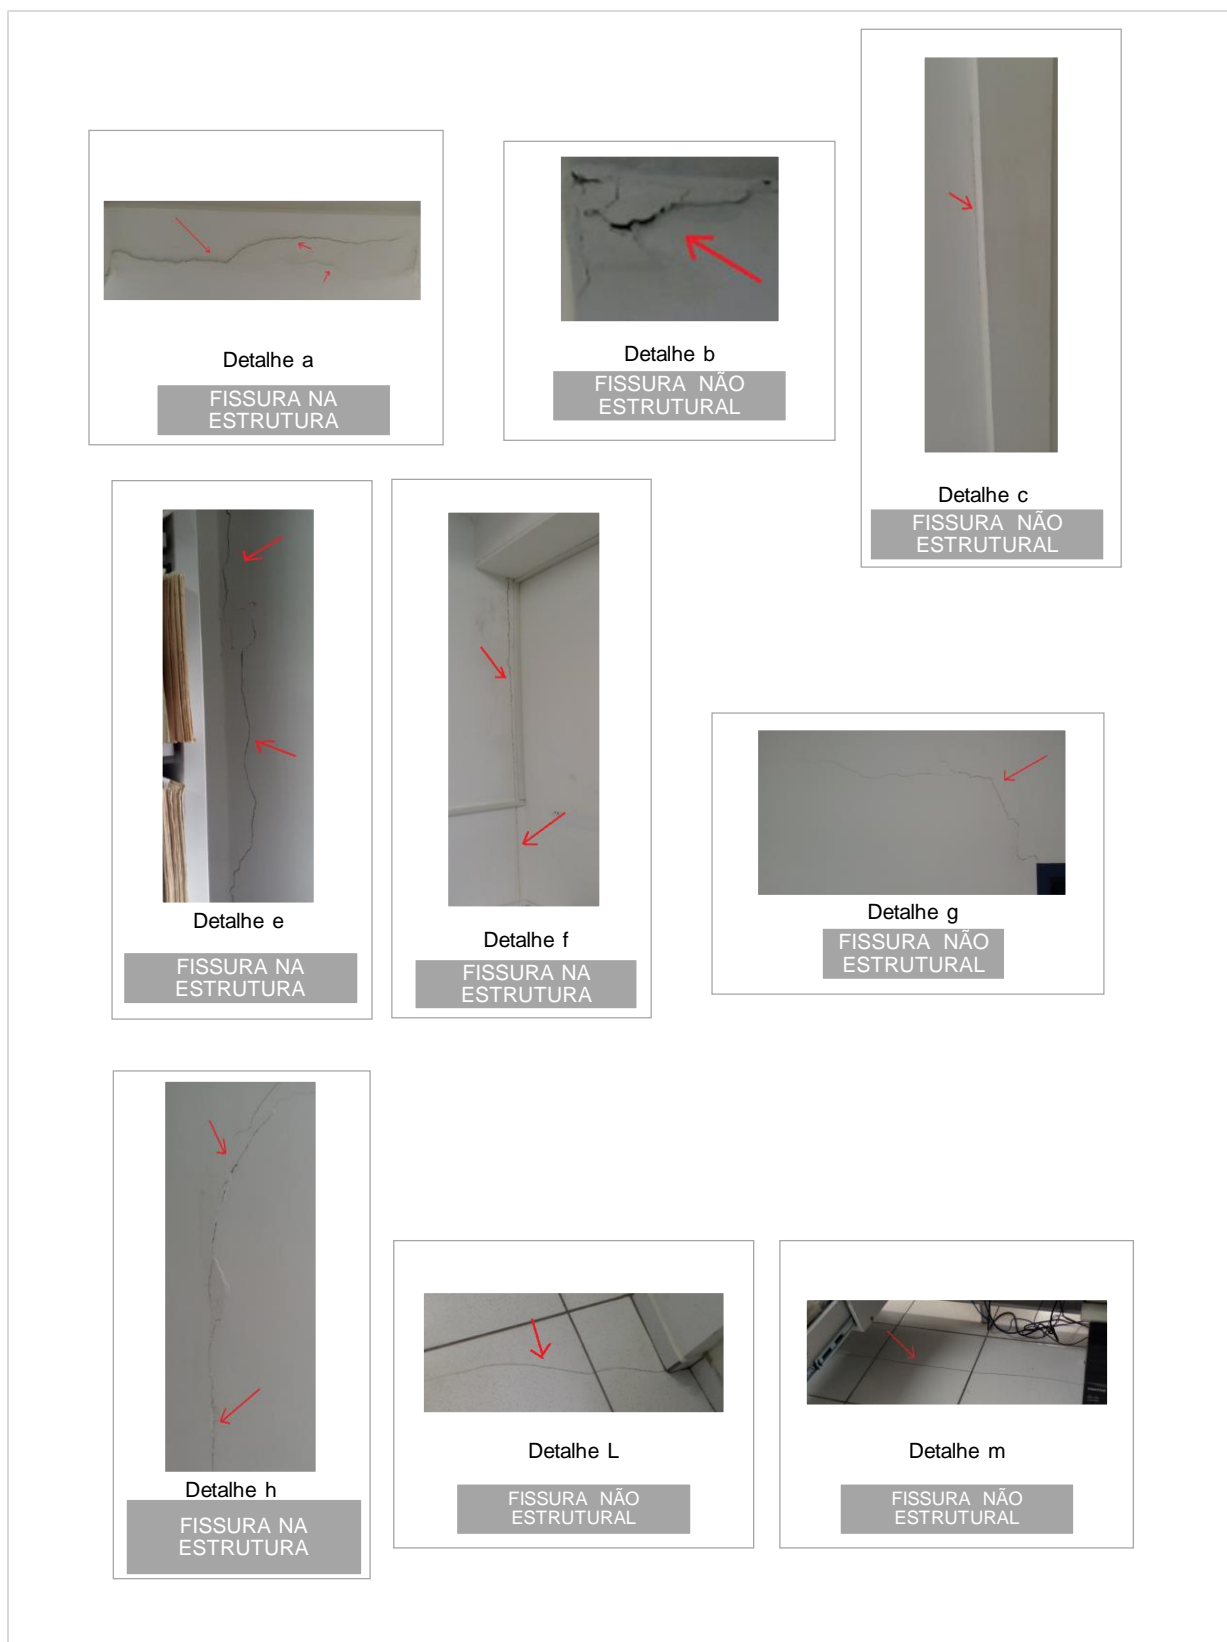 Detalhe a
FISSURA NA
ESTRUTURA
Detalhe b
FISSURA NÃO
ESTRUTURAL
Detalhe c
FISSURA NÃO
ESTRUTURAL
Detalhe e
FISSURA NA
ESTRUTURA
Detalhe f
FISSURA NA
ESTRUTURA
Detalhe g
FISSURA NÃO
ESTRUTURAL
Detalhe h
FISSURA NA
ESTRUTURA
Detalhe L
FISSURA NÃO
ESTRUTURAL
Detalhe m
FISSURA NÃO
ESTRUTURAL